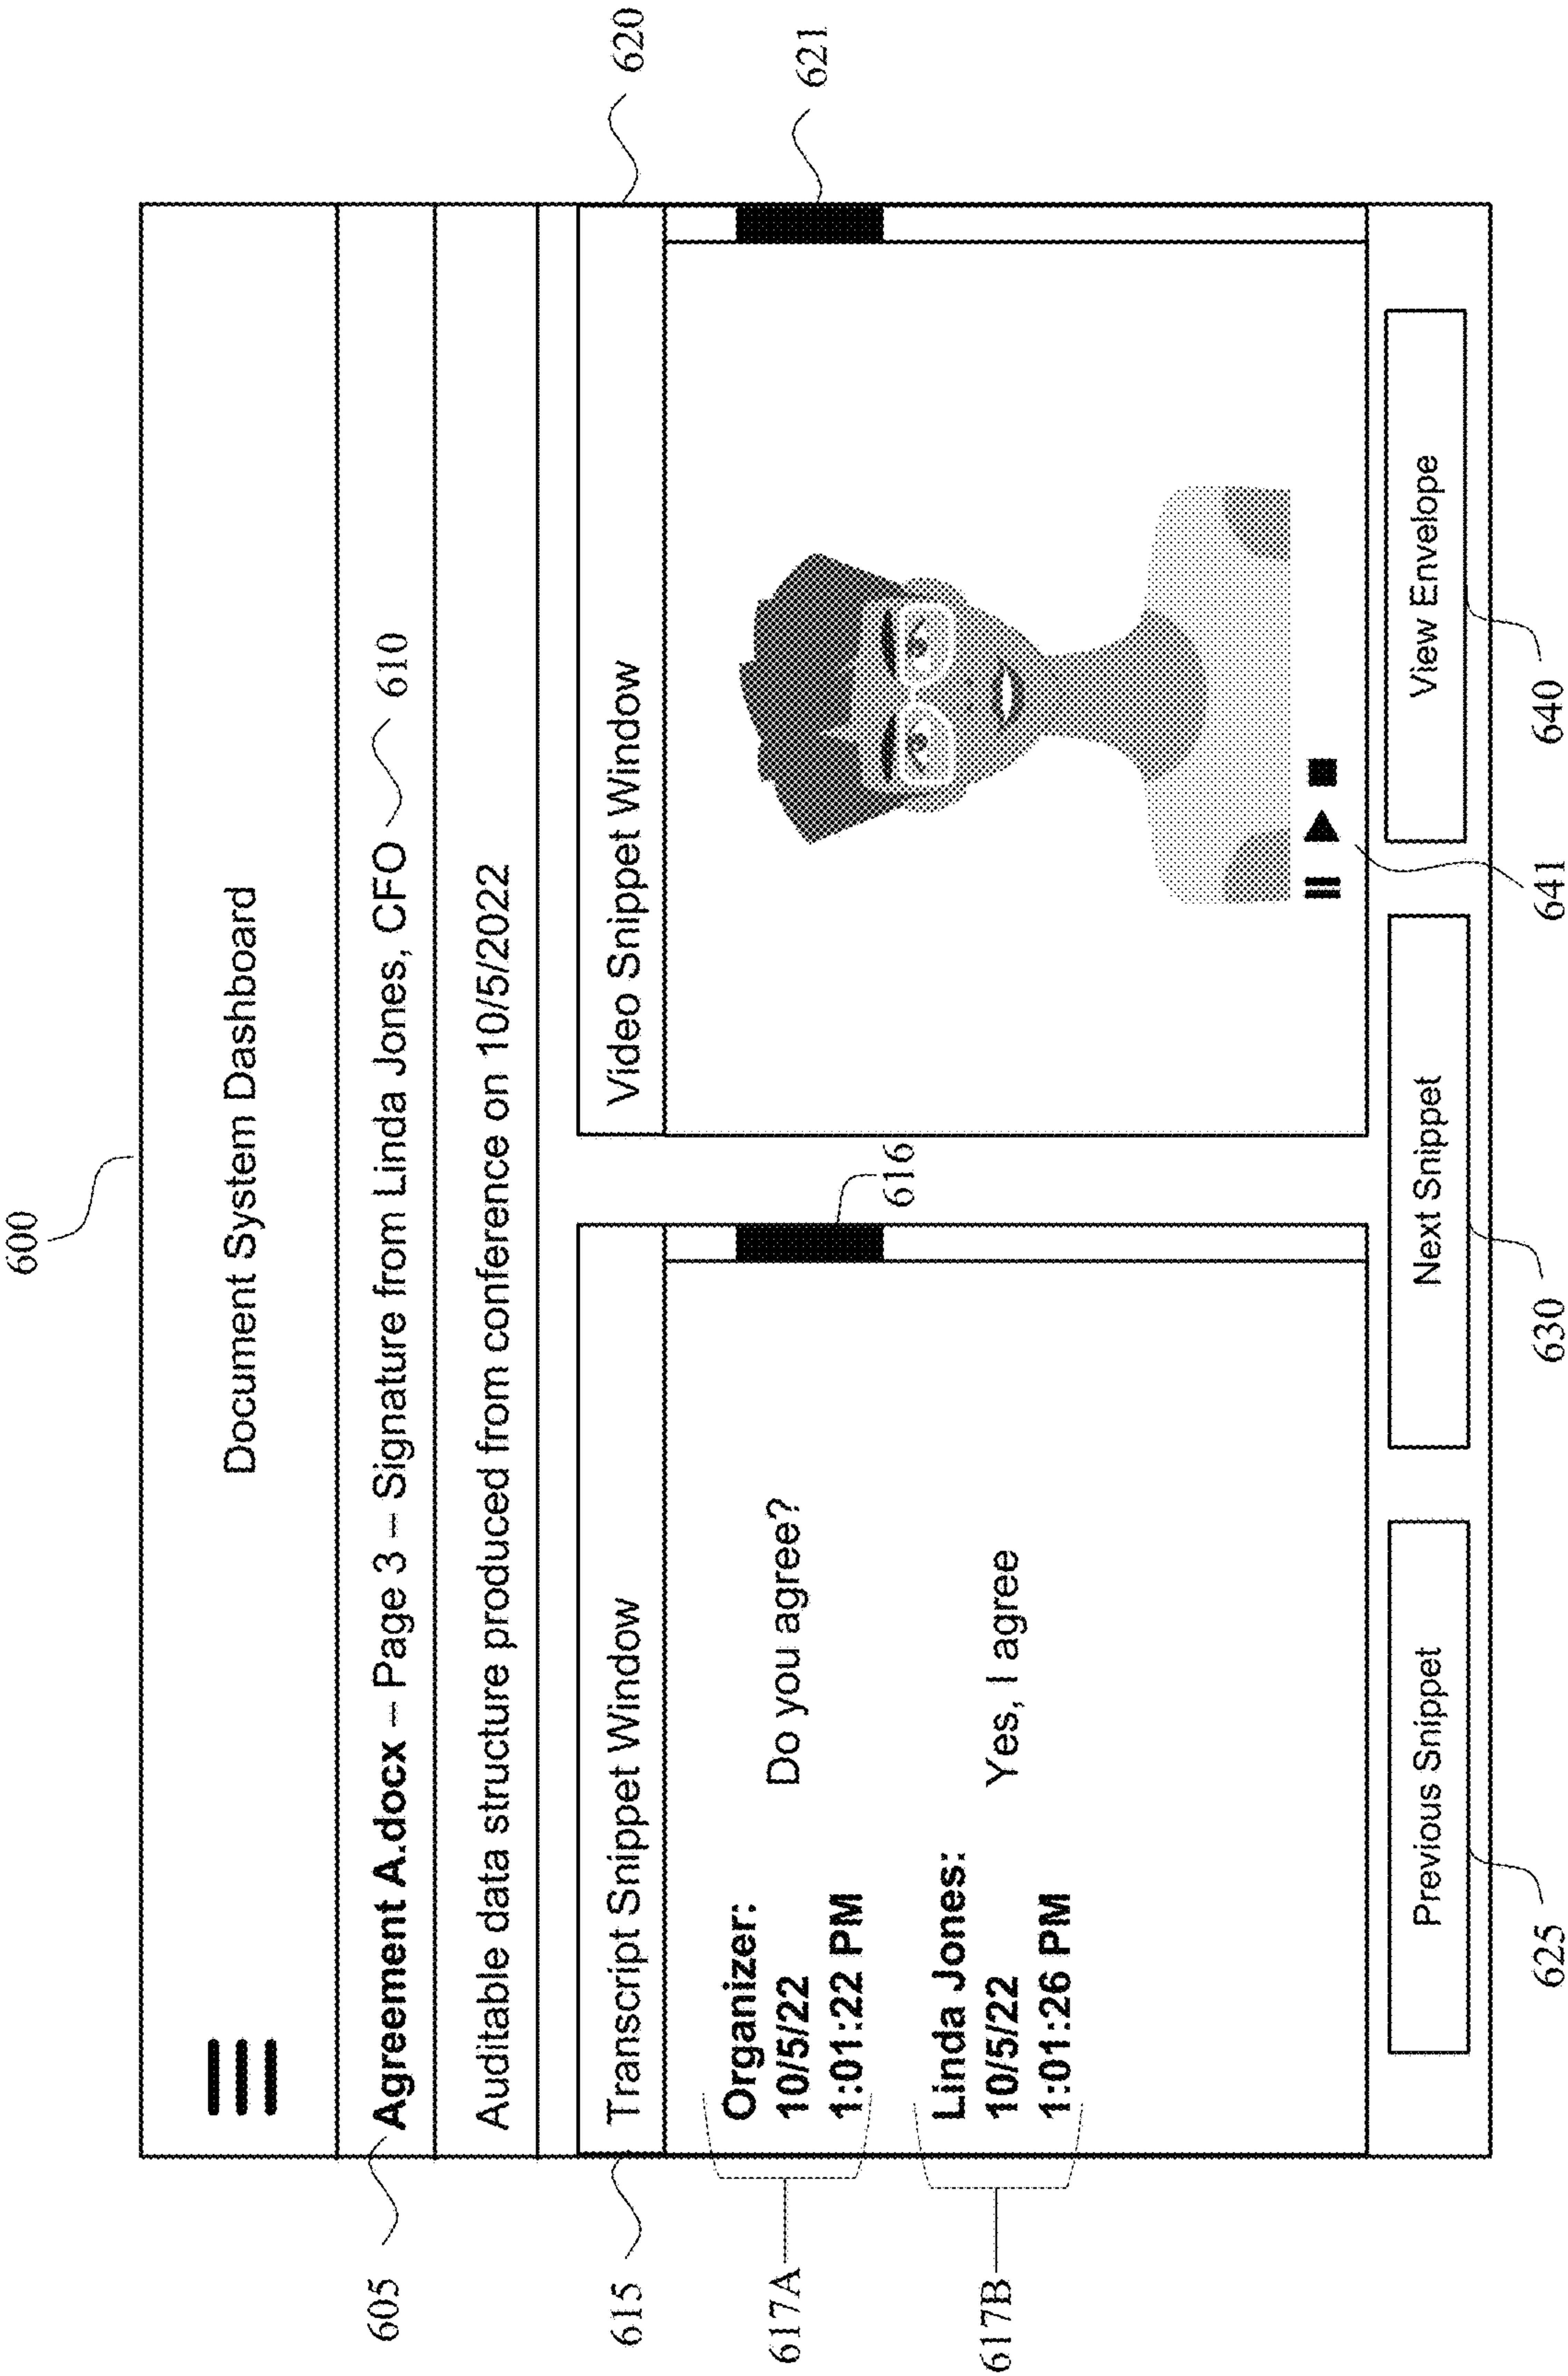 600
Document System Dashboard
605
Agreement A.docx – Page 3 – Signature from Linda Jones, CFO
610
Auditable data structure produced from conference on 10/5/2022
615
Transcript Snippet Window
Video Snippet Window
620
617A
Organizer:
10/5/22
1:01:22 PM
Do you agree?
616
621
617B
Linda Jones:
10/5/22
1:01:26 PM
Yes, I agree
Previous Snippet
Next Snippet
View Envelope
625
630
641
640